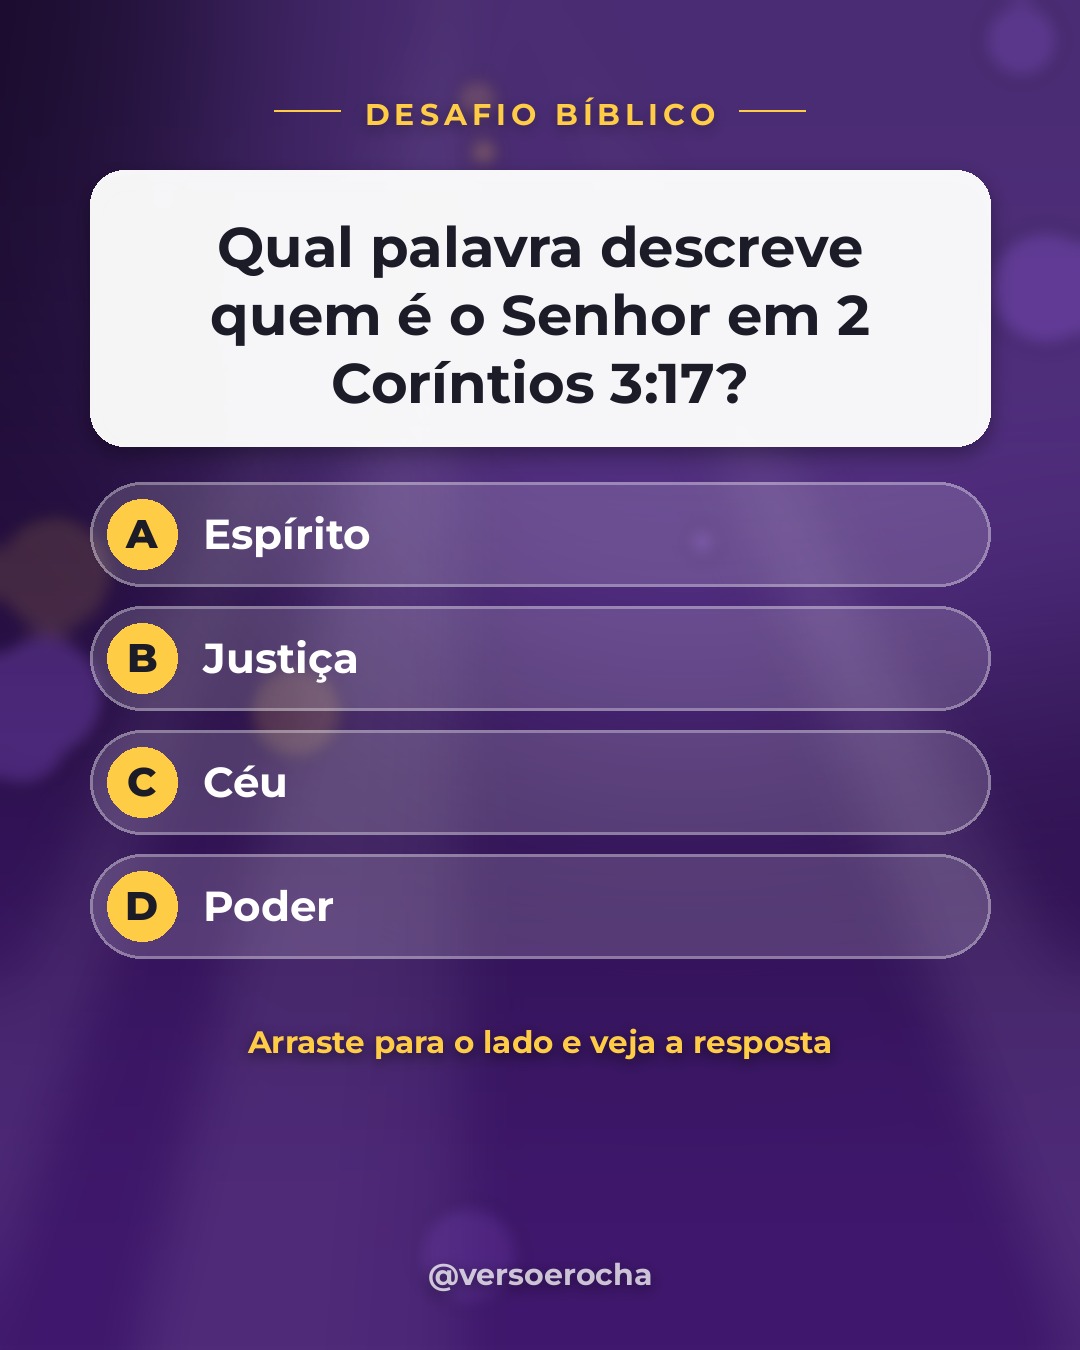 DESAFIO BÍBLICO
Qual palavra descreve
quem é o Senhor em 2
Coríntios 3:17?
A Espírito
B Justiça
C Céu
D Poder
Arraste para o lado e veja a resposta
@versoerocha